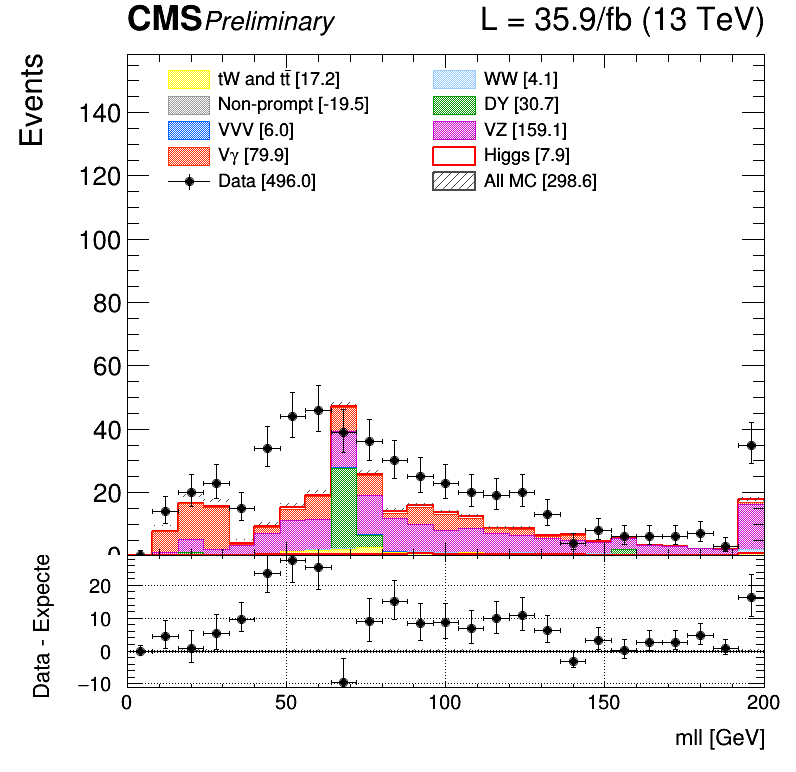 CMS Preliminary L = 35.9/fb (13 TeV)
Events
tW and tt̄ [17.2] WW [4.1]
Non-prompt [-19.5] DY [30.7]
VVV [6.0] VZ [159.1]
Vγ [79.9] Higgs [7.9]
Data [496.0] All MC [298.6]
140
120
100
80
60
40
20
0
Data - Expecte
20
10
0
−10
0 50 100 150 200
mll [GeV]